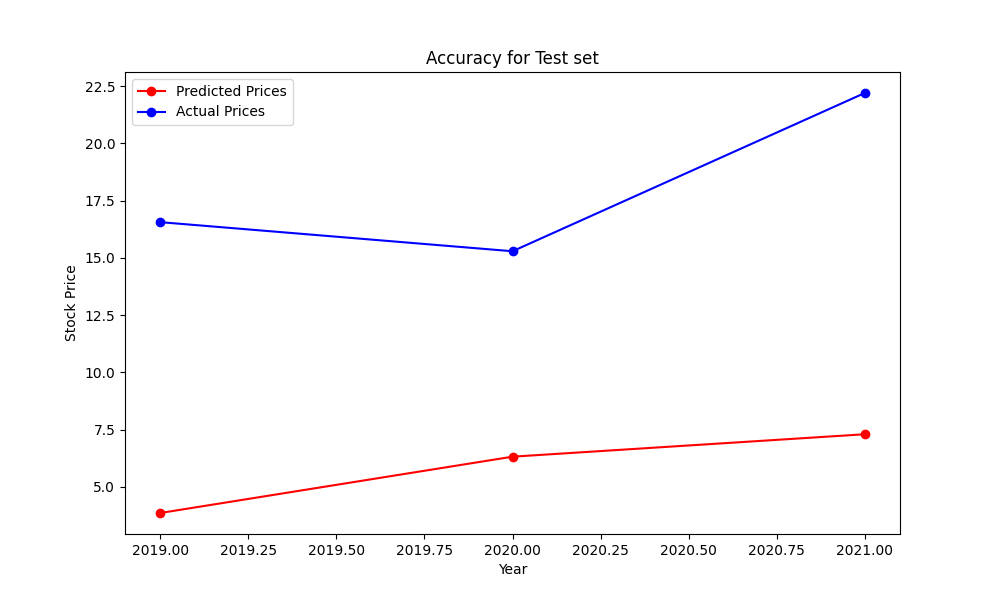 Accuracy for Test set
Predicted Prices
Actual Prices
22.5
20.0
17.5
15.0
12.5
10.0
7.5
5.0
Stock Price
2019.00 2019.25 2019.50 2019.75 2020.00 2020.25 2020.50 2020.75 2021.00
Year